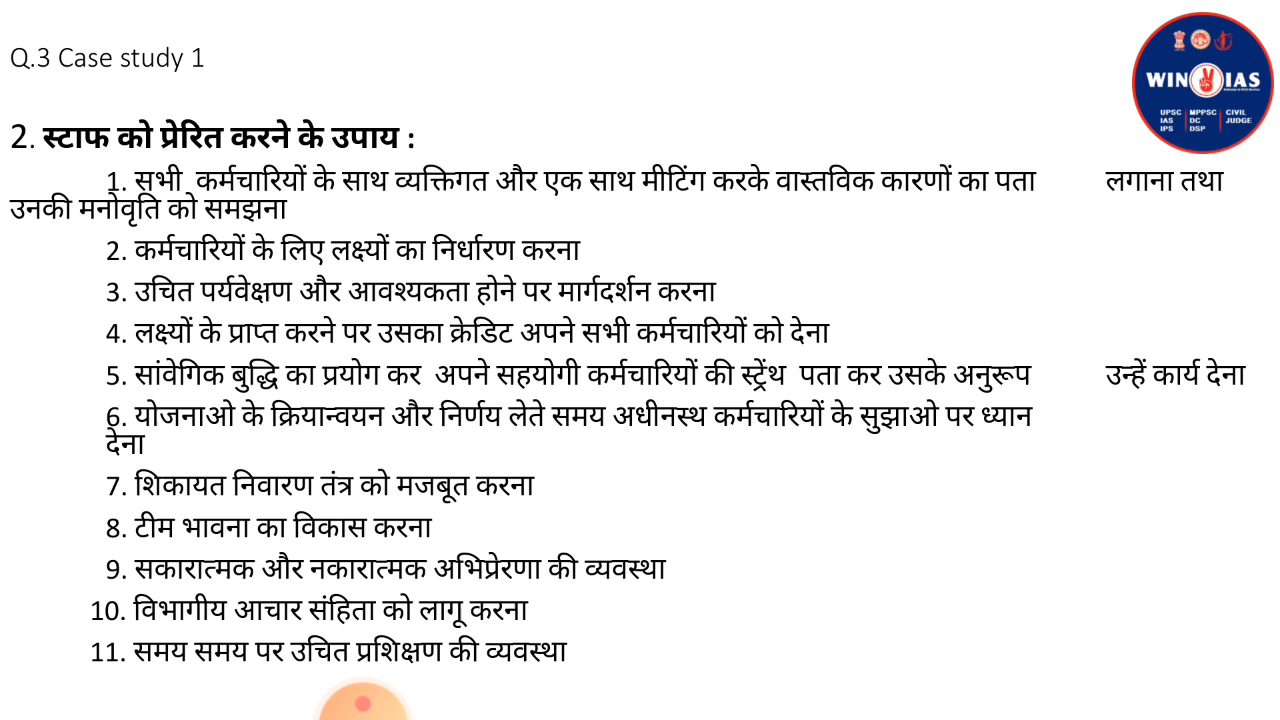 Q.3 Case study 1
WIN IAS
UPSC MPPSC CIVIL
IAS DC JUDGE
IPS DSP
2. स्टाफ को प्रेरित करने के उपाय :
1. सभी कर्मचारियों के साथ व्यक्तिगत और एक साथ मीटिंग करके वास्तविक कारणों का पता लगाना तथा
उनकी मनोवृति को समझना
2. कर्मचारियों के लिए लक्ष्यों का निर्धारण करना
3. उचित पर्यवेक्षण और आवश्यकता होने पर मार्गदर्शन करना
4. लक्ष्यों के प्राप्त करने पर उसका क्रेडिट अपने सभी कर्मचारियों को देना
5. सांवेगिक बुद्धि का प्रयोग कर अपने सहयोगी कर्मचारियों की स्ट्रेंथ पता कर उसके अनुरूप उन्हें कार्य देना
6. योजनाओ के क्रियान्वयन और निर्णय लेते समय अधीनस्थ कर्मचारियों के सुझाओ पर ध्यान
देना
7. शिकायत निवारण तंत्र को मजबूत करना
8. टीम भावना का विकास करना
9. सकारात्मक और नकारात्मक अभिप्रेरणा की व्यवस्था
10. विभागीय आचार संहिता को लागू करना
11. समय समय पर उचित प्रशिक्षण की व्यवस्था